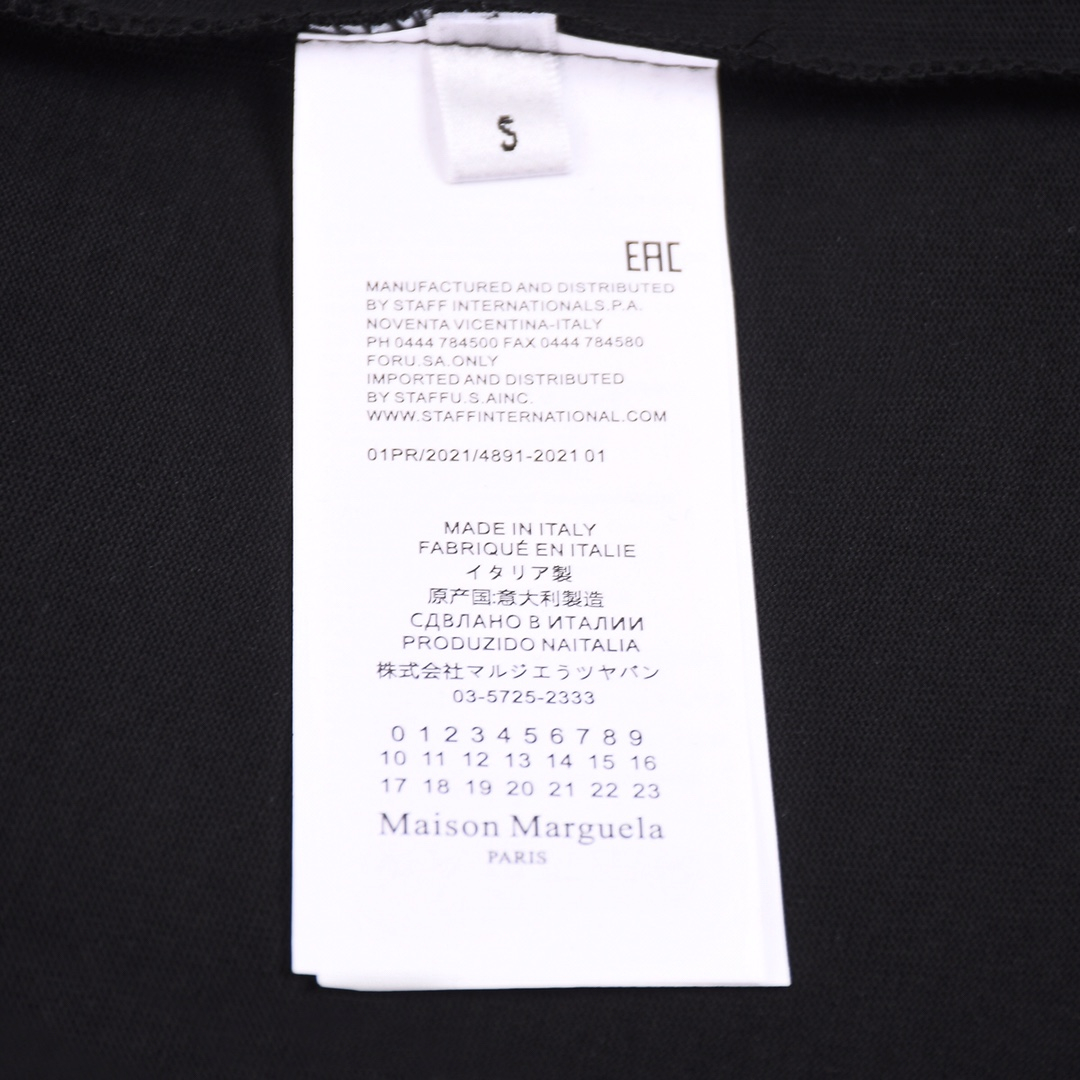 S
EAC
MANUFACTURED AND DISTRIBUTED
BY STAFF INTERNATIONALS.P.A.
NOVENTA VICENTINA-ITALY
PH 0444 784500 FAX 0444 784580
FORU.SA.ONLY
IMPORTED AND DISTRIBUTED
BY STAFFU.S.AINC.
WWW.STAFFINTERNATIONAL.COM
01PR/2021/4891-2021 01
MADE IN ITALY
FABRIQUÉ EN ITALIE
イタリア製
原产国:意大利製造
СДВЛАНО В ИТАЛИИ
PRODUZIDO NAITALIA
株式会社マルジエうツヤバン
03-5725-2333
0 1 2 3 4 5 6 7 8 9
10 11 12 13 14 15 16
17 18 19 20 21 22 23
Maison Marguela
PARIS